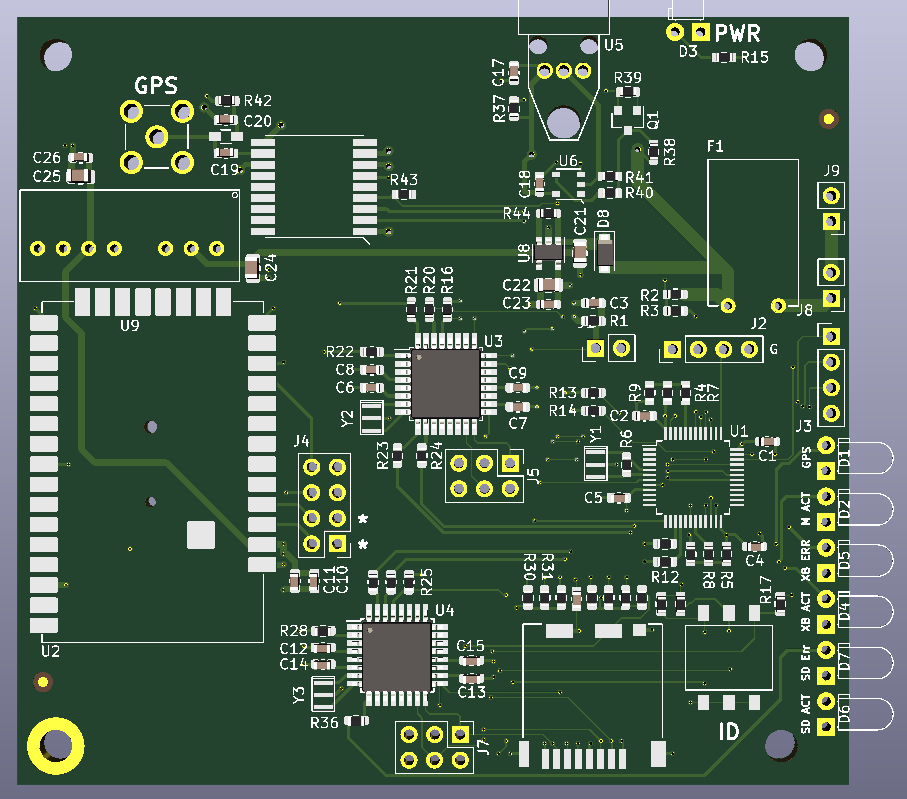 U5
PWR
D3
R15
GPS
R42
C20
C19
C17
R37
R39
Q1
R38
C26
C25
U6
F1
J9
R43
C18
R41
R40
R44
C21
D8
U8
C24
C22
C23
C3
R1
R2
R3
J8
R21
R20
R16
U9
J2
G
U3
R22
C8
C6
C9
C7
R13
R14
C2
R9
R4
R7
J3
Y2
U1
C1
GPS
D1
R23
R24
J5
Y1
R6
C5
J4
*
*
M ACT
D2
R12
R8
R5
C4
XB ERR
D5
C11
C10
R25
R30
R31
R17
XB ACT
D4
U4
R28
C12
C14
C15
C13
U2
SD Err
D7
Y3
R36
J7
ID
SD ACT
D6